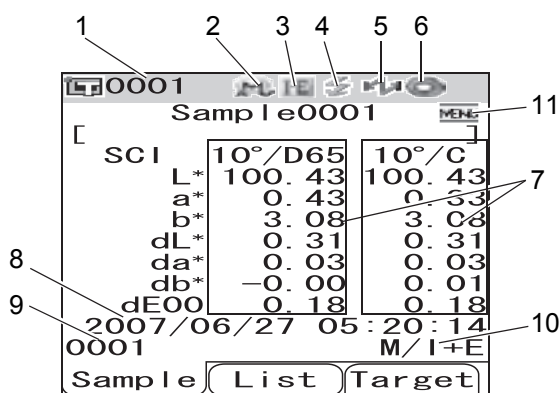 1 2 3 4 5 6
0001
Sample0001
MENU 11
[ ]
SCI 10°/D65 10°/C
L* 100.43 100.43
a* 0.43 0.33
b* 3.08 3.08 7
dL* 0.31 0.31
da* 0.03 0.03
8 db* -0.00 0.01
dE00 0.18 0.18
9 2007/06/27 05:20:14
0001 M/I+E 10
Sample List Target